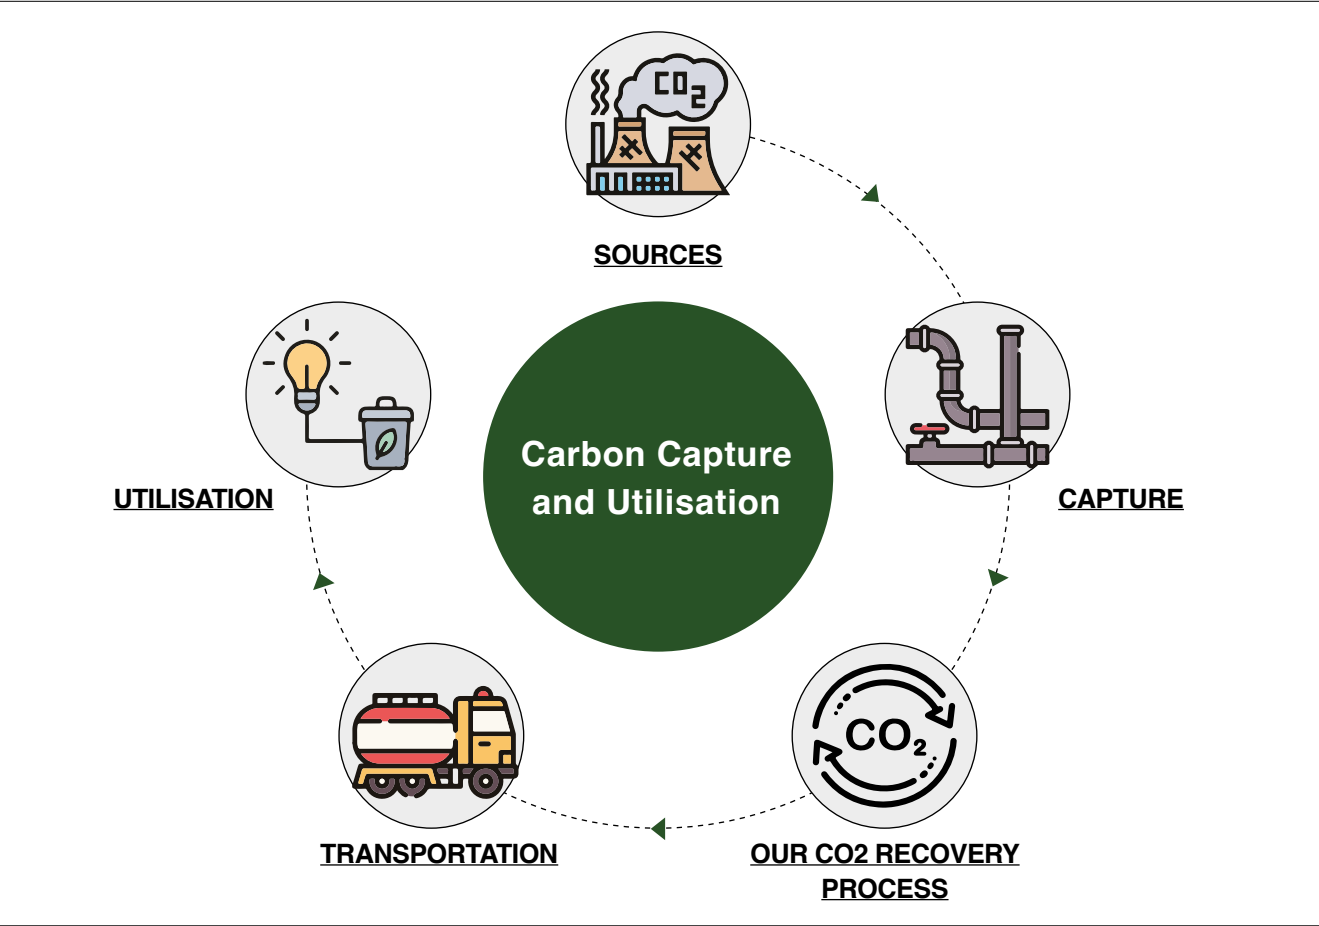 CO2
SOURCES
Carbon Capture
and Utilisation
UTILISATION
CAPTURE
CO₂
TRANSPORTATION
OUR CO2 RECOVERY
PROCESS